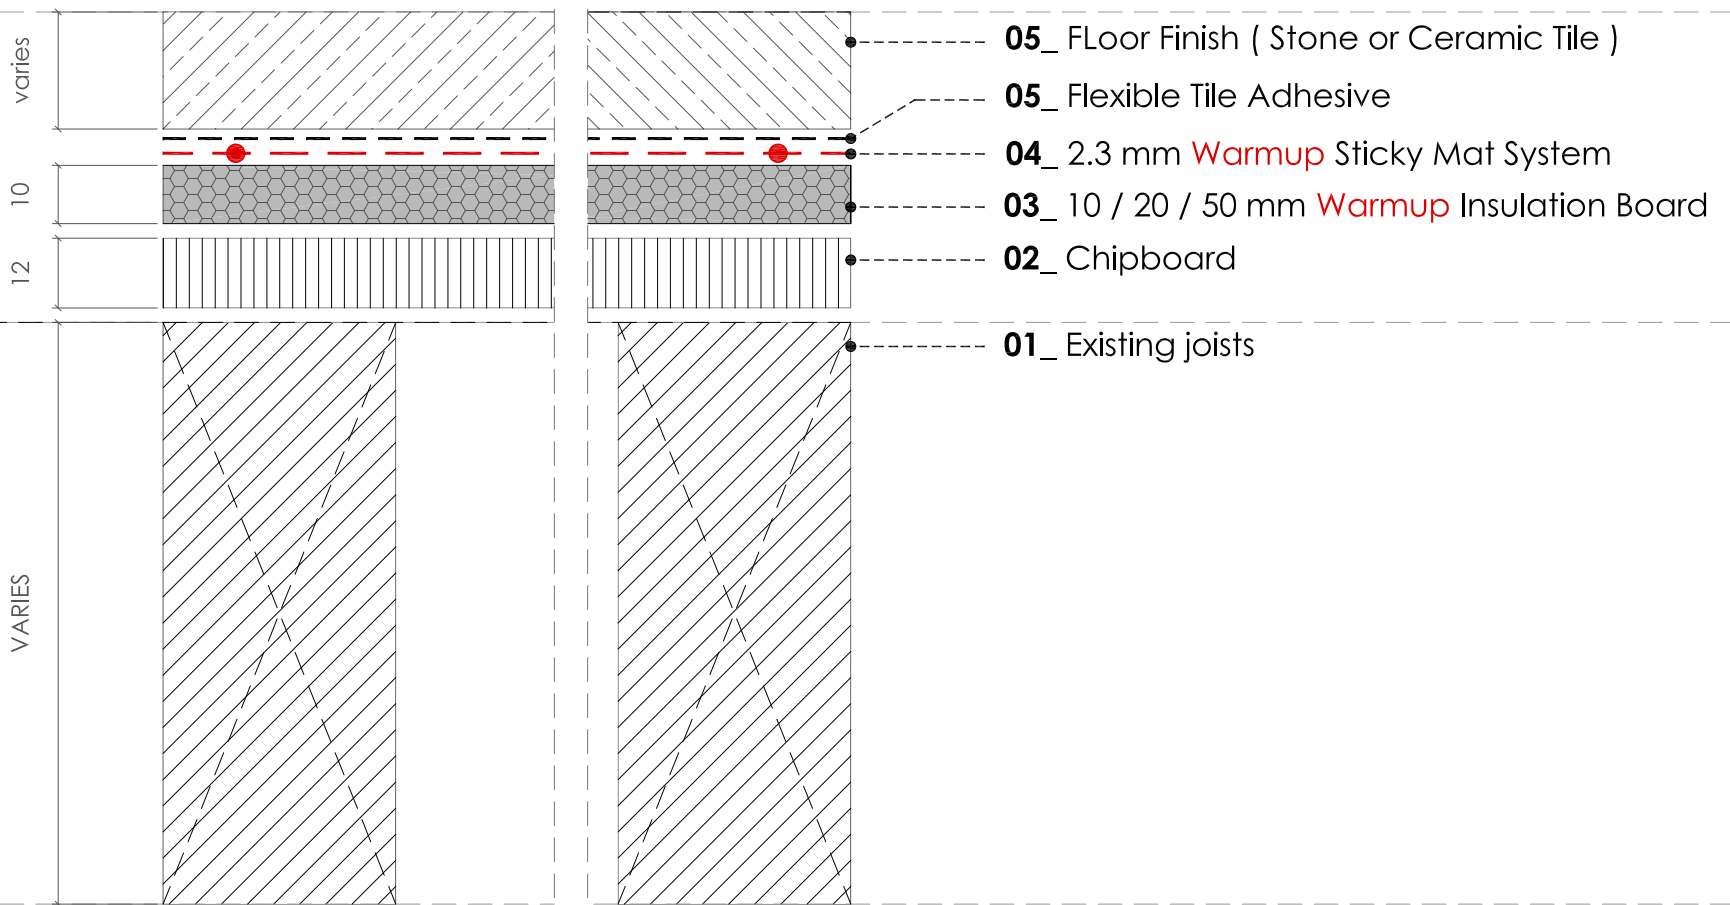 varies
05_ FLoor Finish ( Stone or Ceramic Tile )
05_ Flexible Tile Adhesive
04_ 2.3 mm Warmup Sticky Mat System
10
03_ 10 / 20 / 50 mm Warmup Insulation Board
12
02_ Chipboard
01_ Existing joists
VARIES